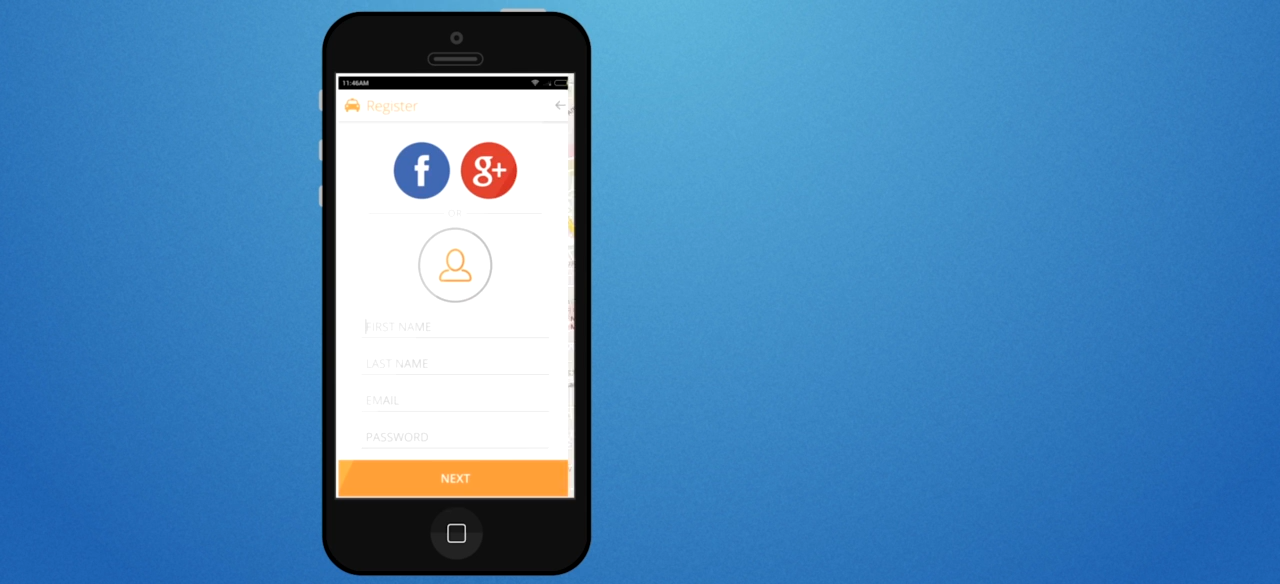 11:46AM
Register
f g+
OR
FIRST NAME
LAST NAME
EMAIL
PASSWORD
NEXT